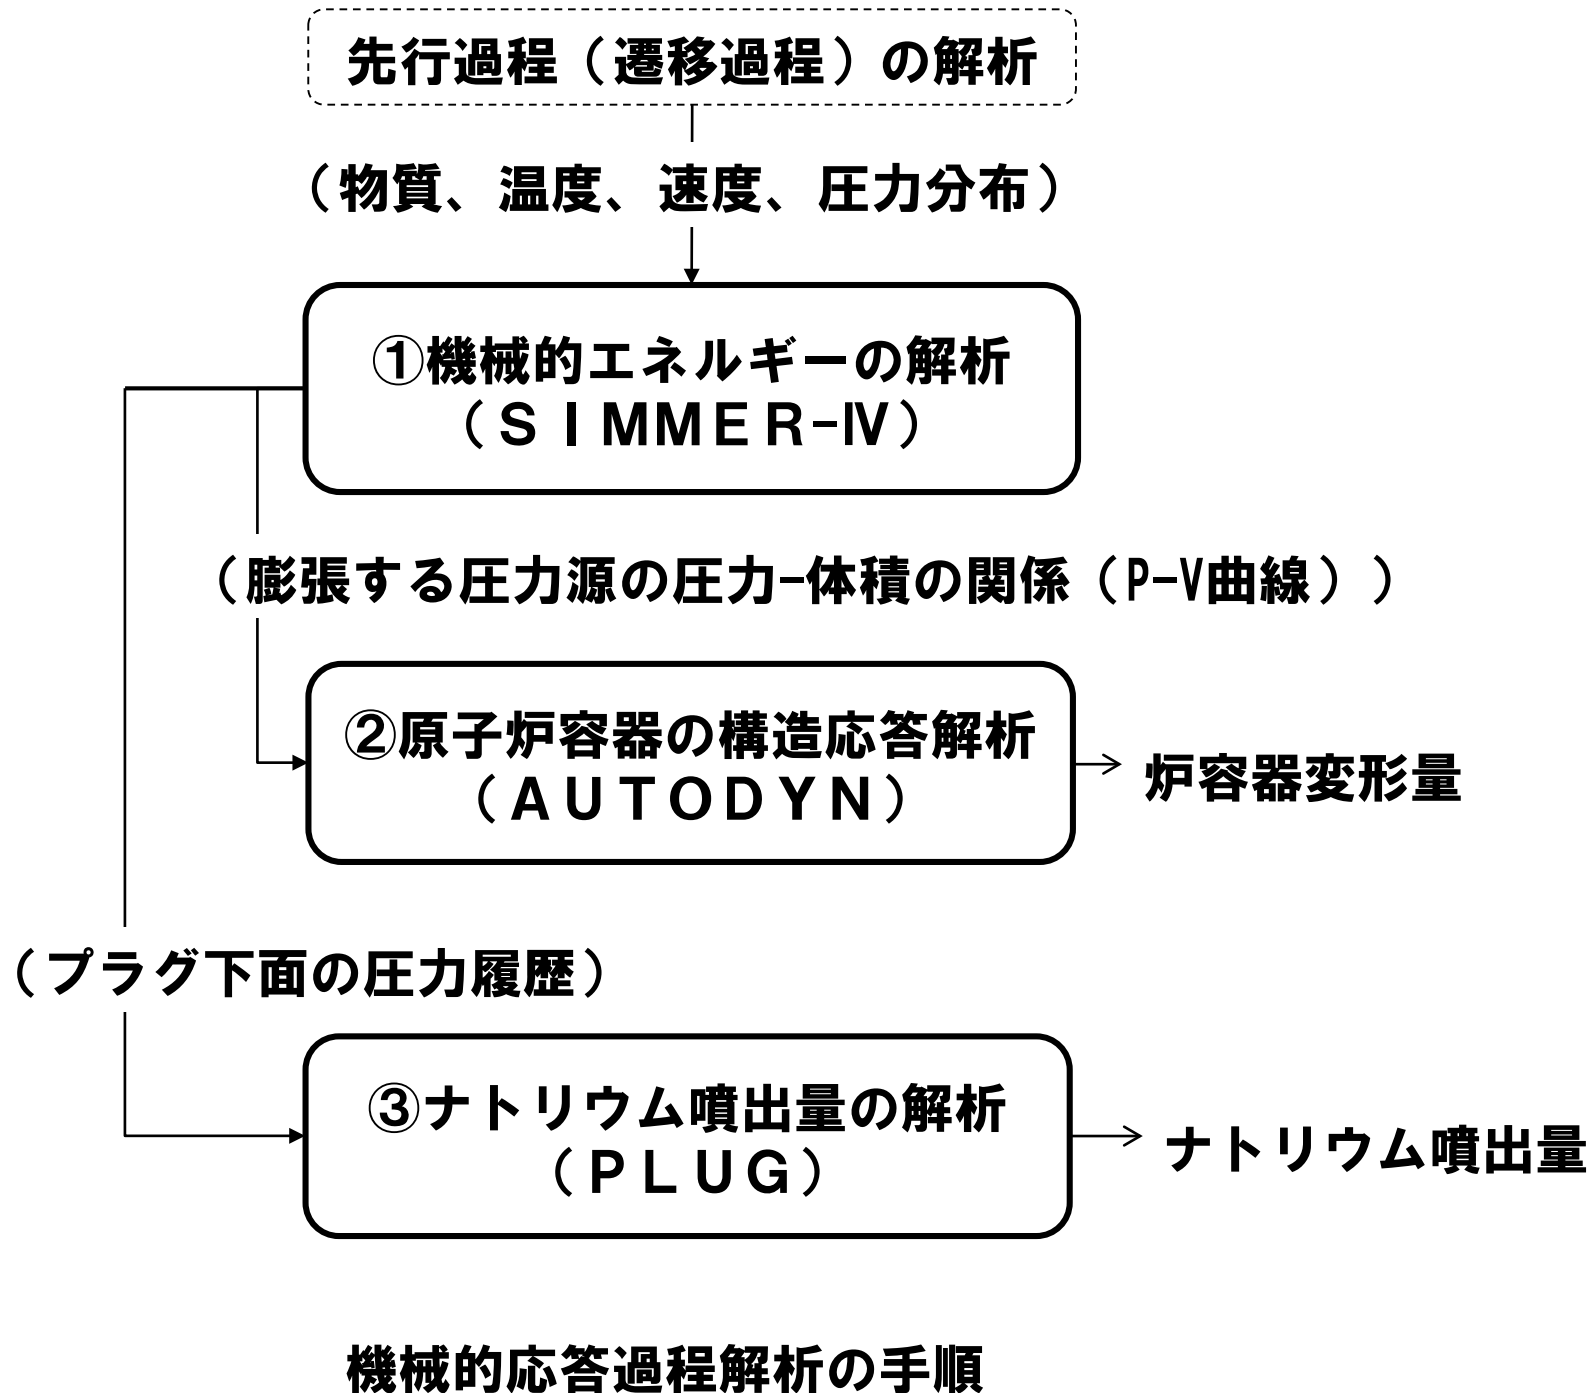 先行過程（遷移過程）の解析
（物質、温度、速度、圧力分布）
①機械的エネルギーの解析
（ＳＩＭＭＥＲ−Ⅳ）
（膨張する圧力源の圧力−体積の関係（P−V曲線））
②原子炉容器の構造応答解析
（ＡＵＴＯＤＹＮ）
炉容器変形量
（プラグ下面の圧力履歴）
③ナトリウム噴出量の解析
（ＰＬＵＧ）
ナトリウム噴出量
機械的応答過程解析の手順